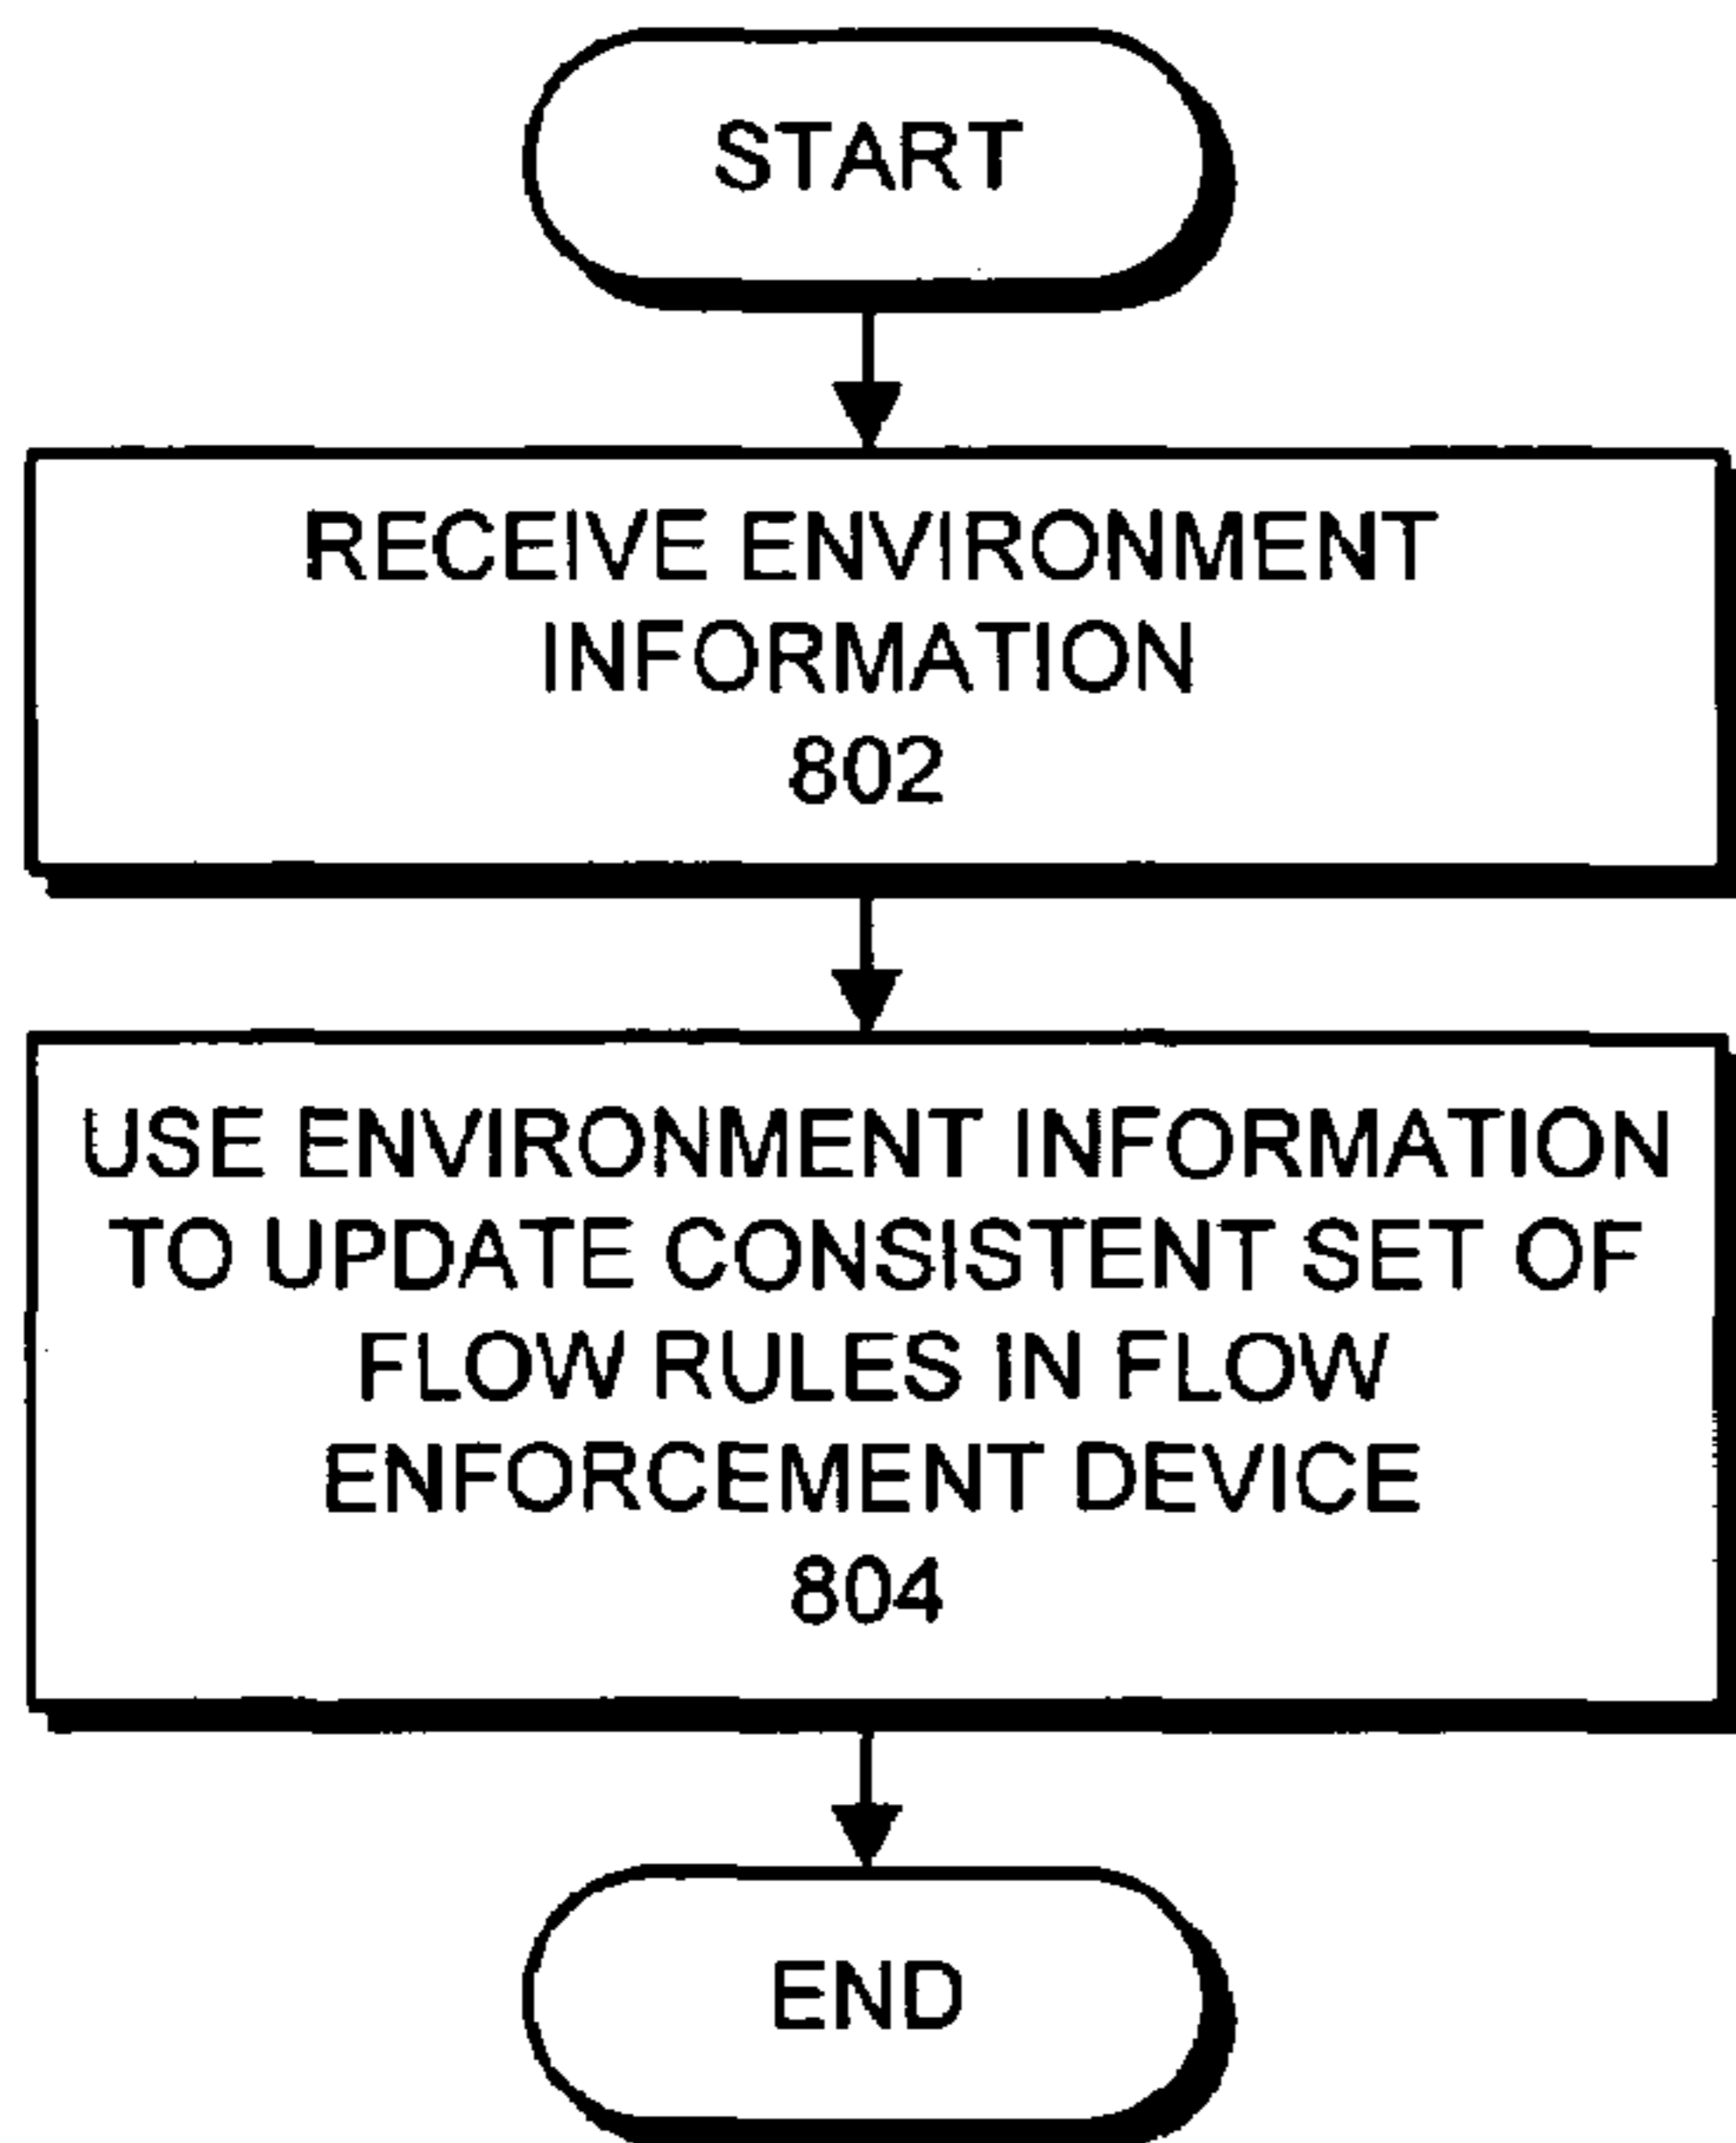 START
RECEIVE ENVIRONMENT
INFORMATION
802
USE ENVIRONMENT INFORMATION
TO UPDATE CONSISTENT SET OF
FLOW RULES IN FLOW
ENFORCEMENT DEVICE
804
END